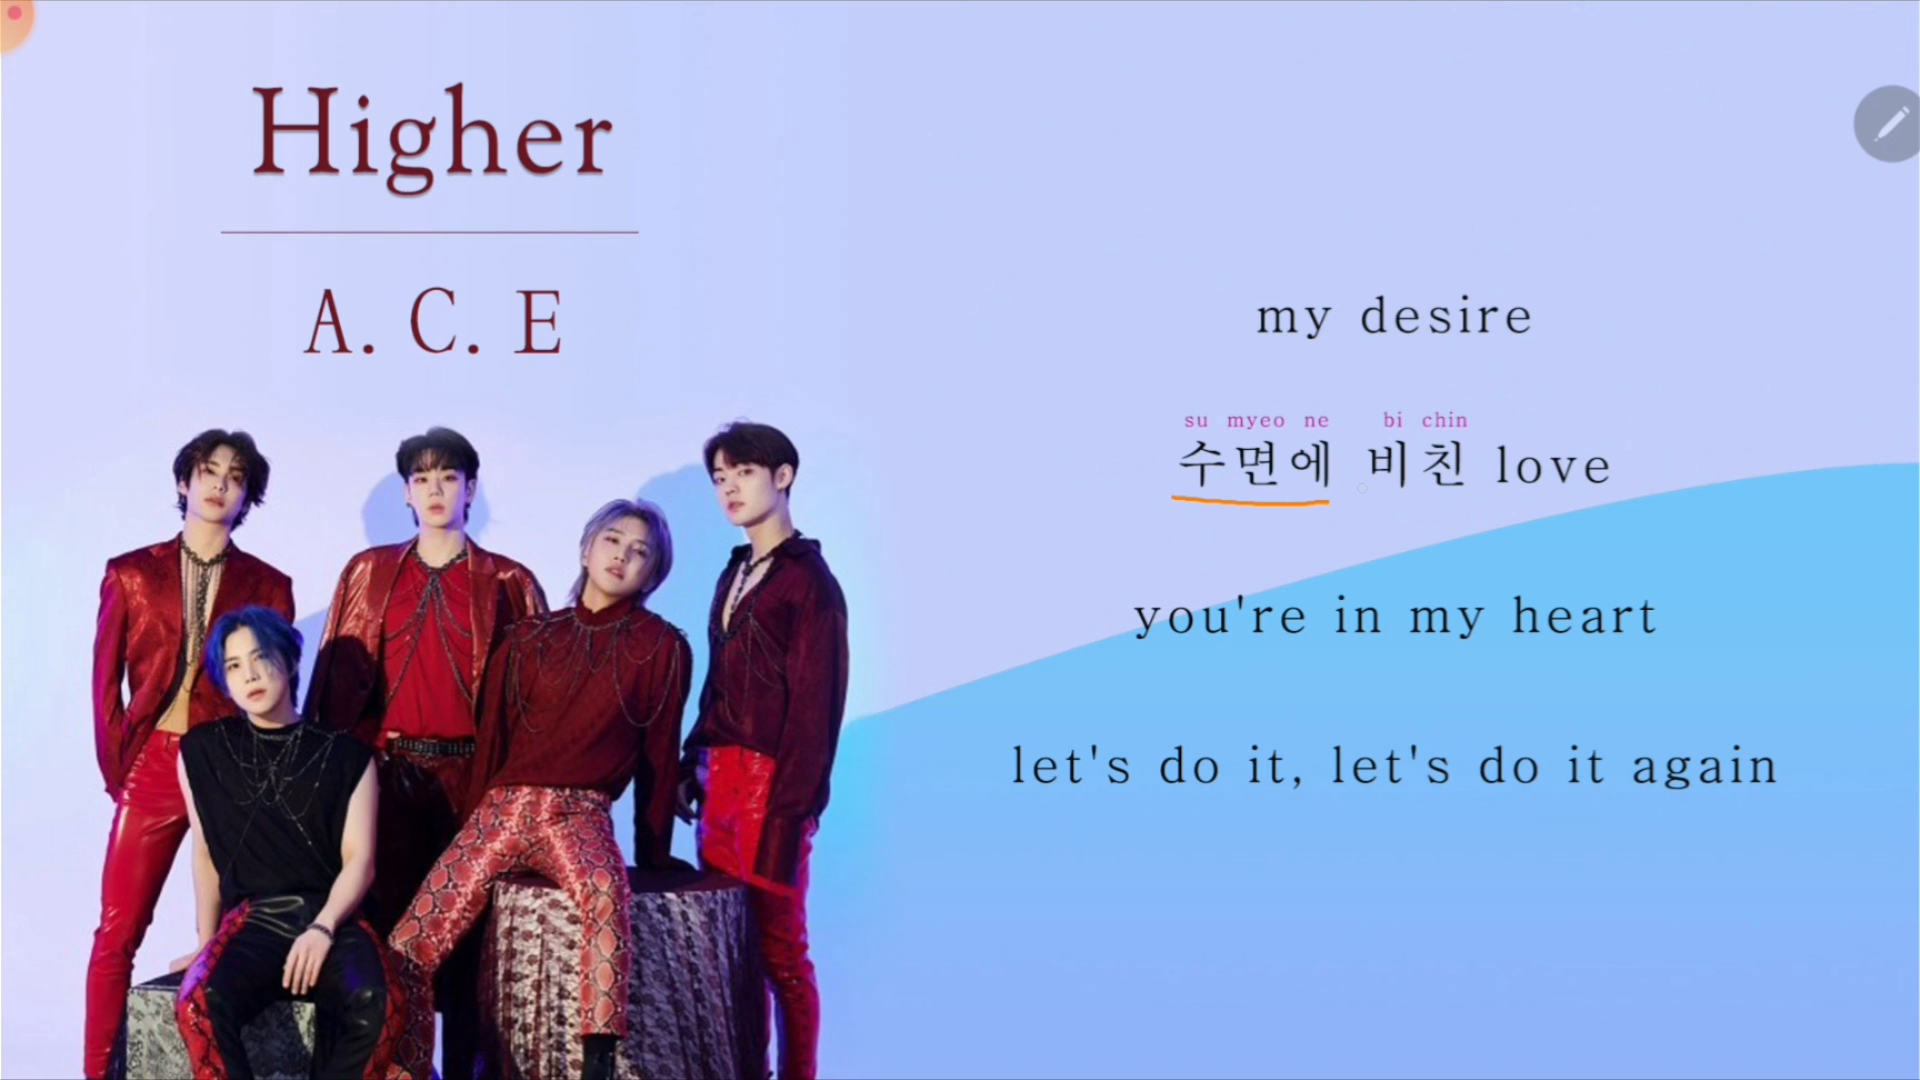 Higher
A. C. E
my desire
su myeo ne bi chin
수면에 비친 love
you're in my heart
let's do it, let's do it again